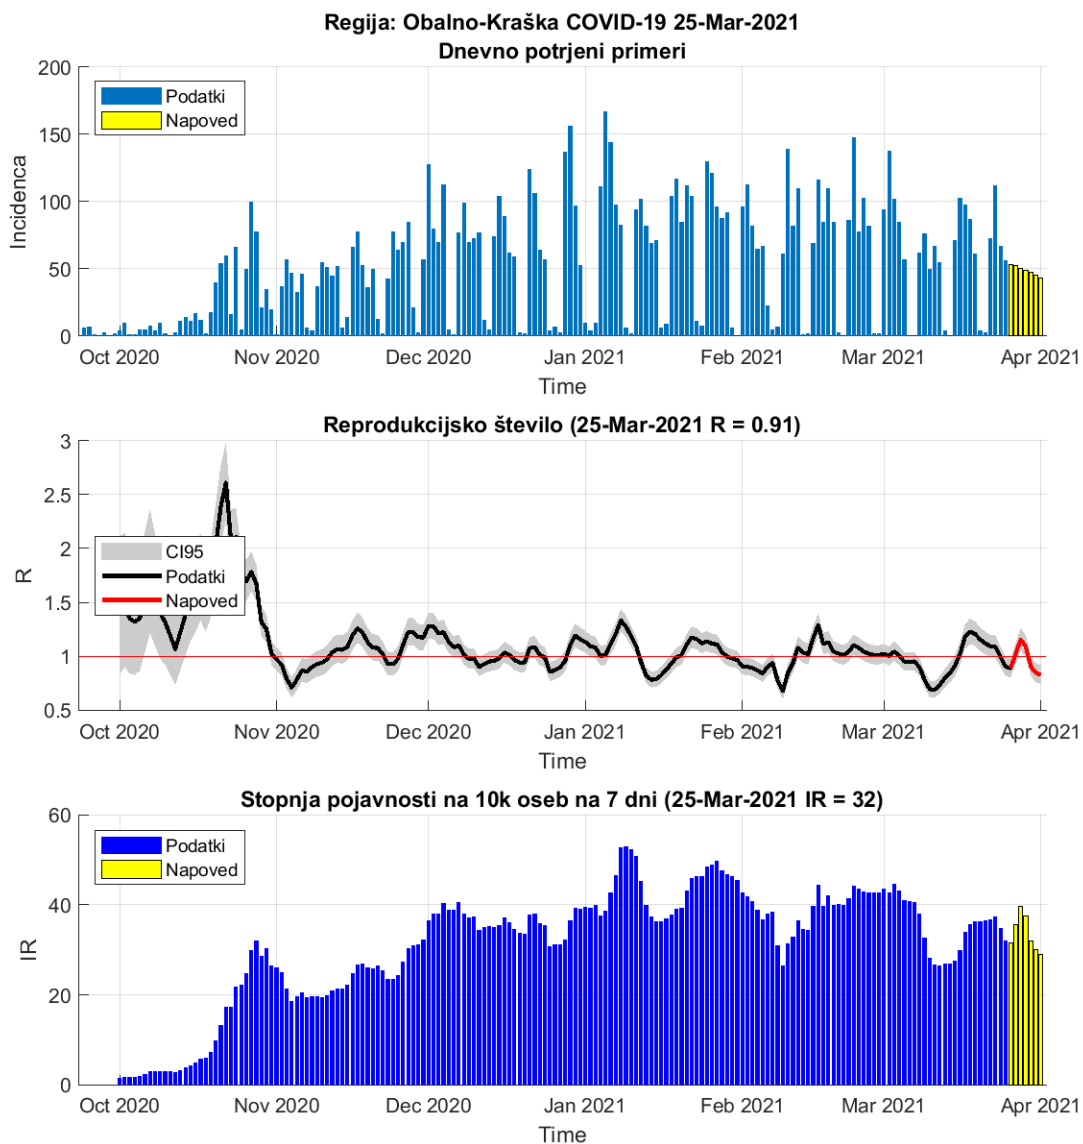 Regija: Obalno-Kraška COVID-19 25-Mar-2021
Dnevno potrjeni primeri
200
150
100
50
0
Incidenca
Podatki
Napoved
Oct 2020 Nov 2020 Dec 2020 Jan 2021 Feb 2021 Mar 2021 Apr 2021
Time
Reprodukcijsko število (25-Mar-2021 R = 0.91)
3
2.5
2
1.5
1
0.5
R
CI95
Podatki
Napoved
Oct 2020 Nov 2020 Dec 2020 Jan 2021 Feb 2021 Mar 2021 Apr 2021
Time
Stopnja pojavnosti na 10k oseb na 7 dni (25-Mar-2021 IR = 32)
60
40
20
0
IR
Podatki
Napoved
Oct 2020 Nov 2020 Dec 2020 Jan 2021 Feb 2021 Mar 2021 Apr 2021
Time